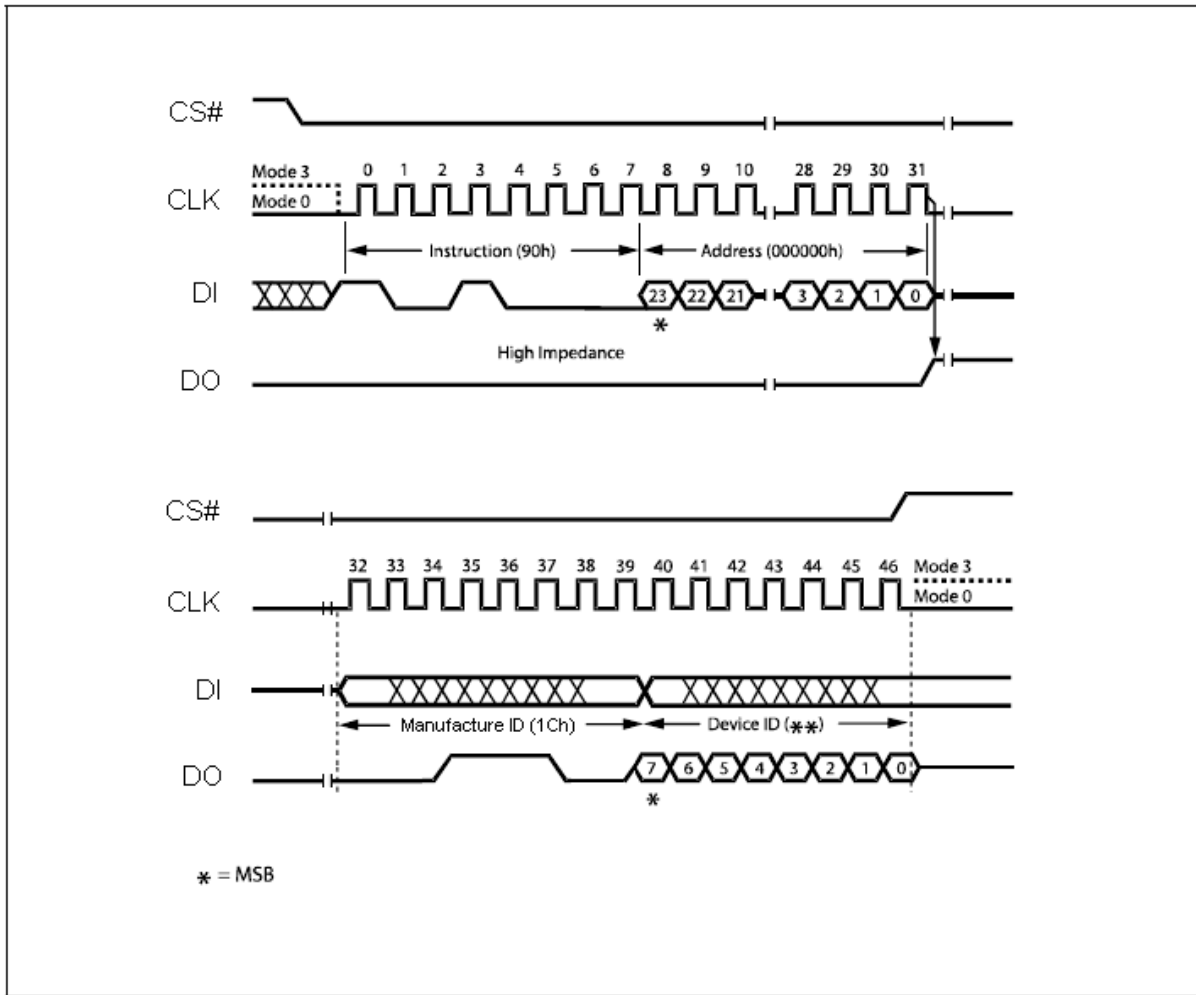 CS#
Mode 3
0 1 2 3 4 5 6 7 8 9 10 28 29 30 31
CLK
Mode 0
Instruction (90h) Address (000000h)
DI 23 22 21 3 2 1 0
*
High Impedance
DO
CS#
32 33 34 35 36 37 38 39 40 41 42 43 44 45 46 Mode 3
CLK Mode 0
DI
Manufacture ID (1Ch) Device ID (**)
DO 7 6 5 4 3 2 1 0
*
* = MSB